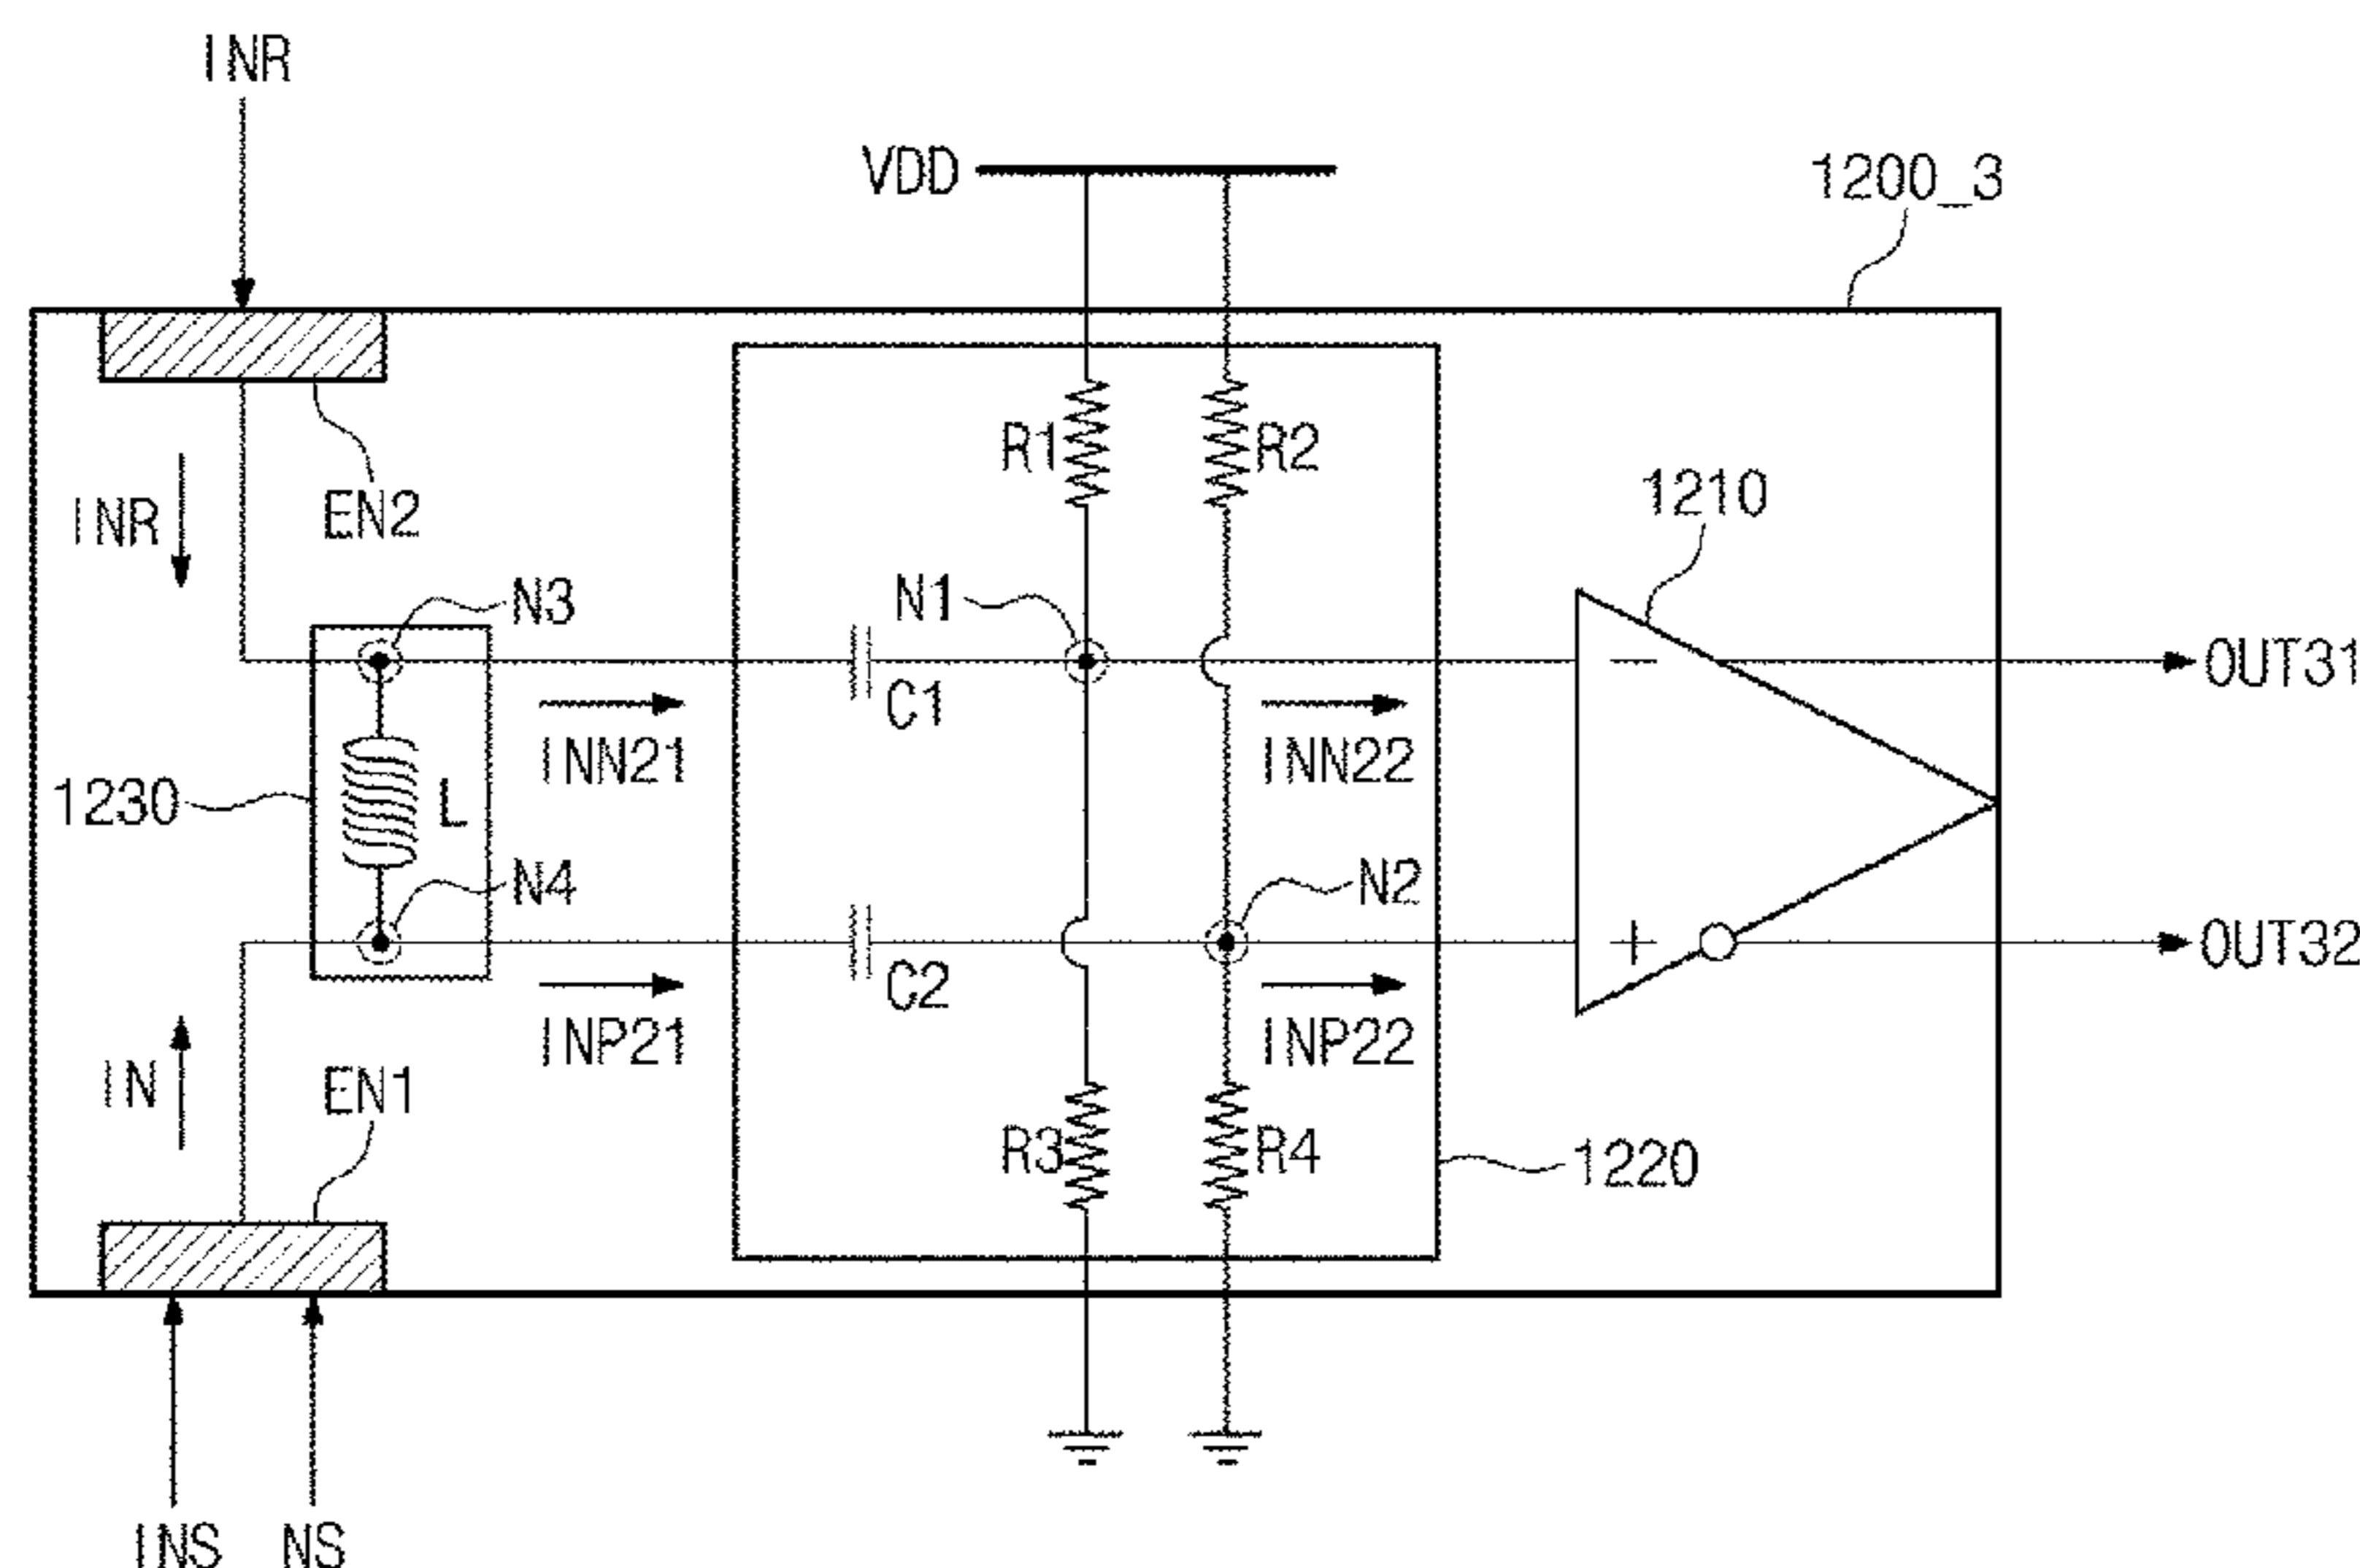 INR
VDD
1200_3
R1
R2
1210
INR
EN2
N3
N1
OUT31
C1
INN21
INN22
1230
L
N4
N2
OUT32
C2
INP21
INP22
IN
EN1
R3
R4
1220
INS
NS